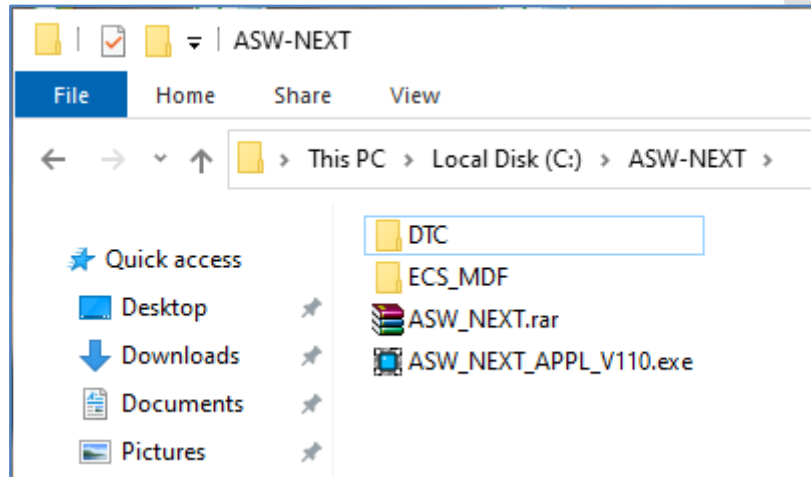 ASW-NEXT
File Home Share View
This PC > Local Disk (C:) > ASW-NEXT >
Quick access
Desktop
Downloads
Documents
Pictures
DTC
ECS_MDF
ASW_NEXT.rar
ASW_NEXT_APPL_V110.exe